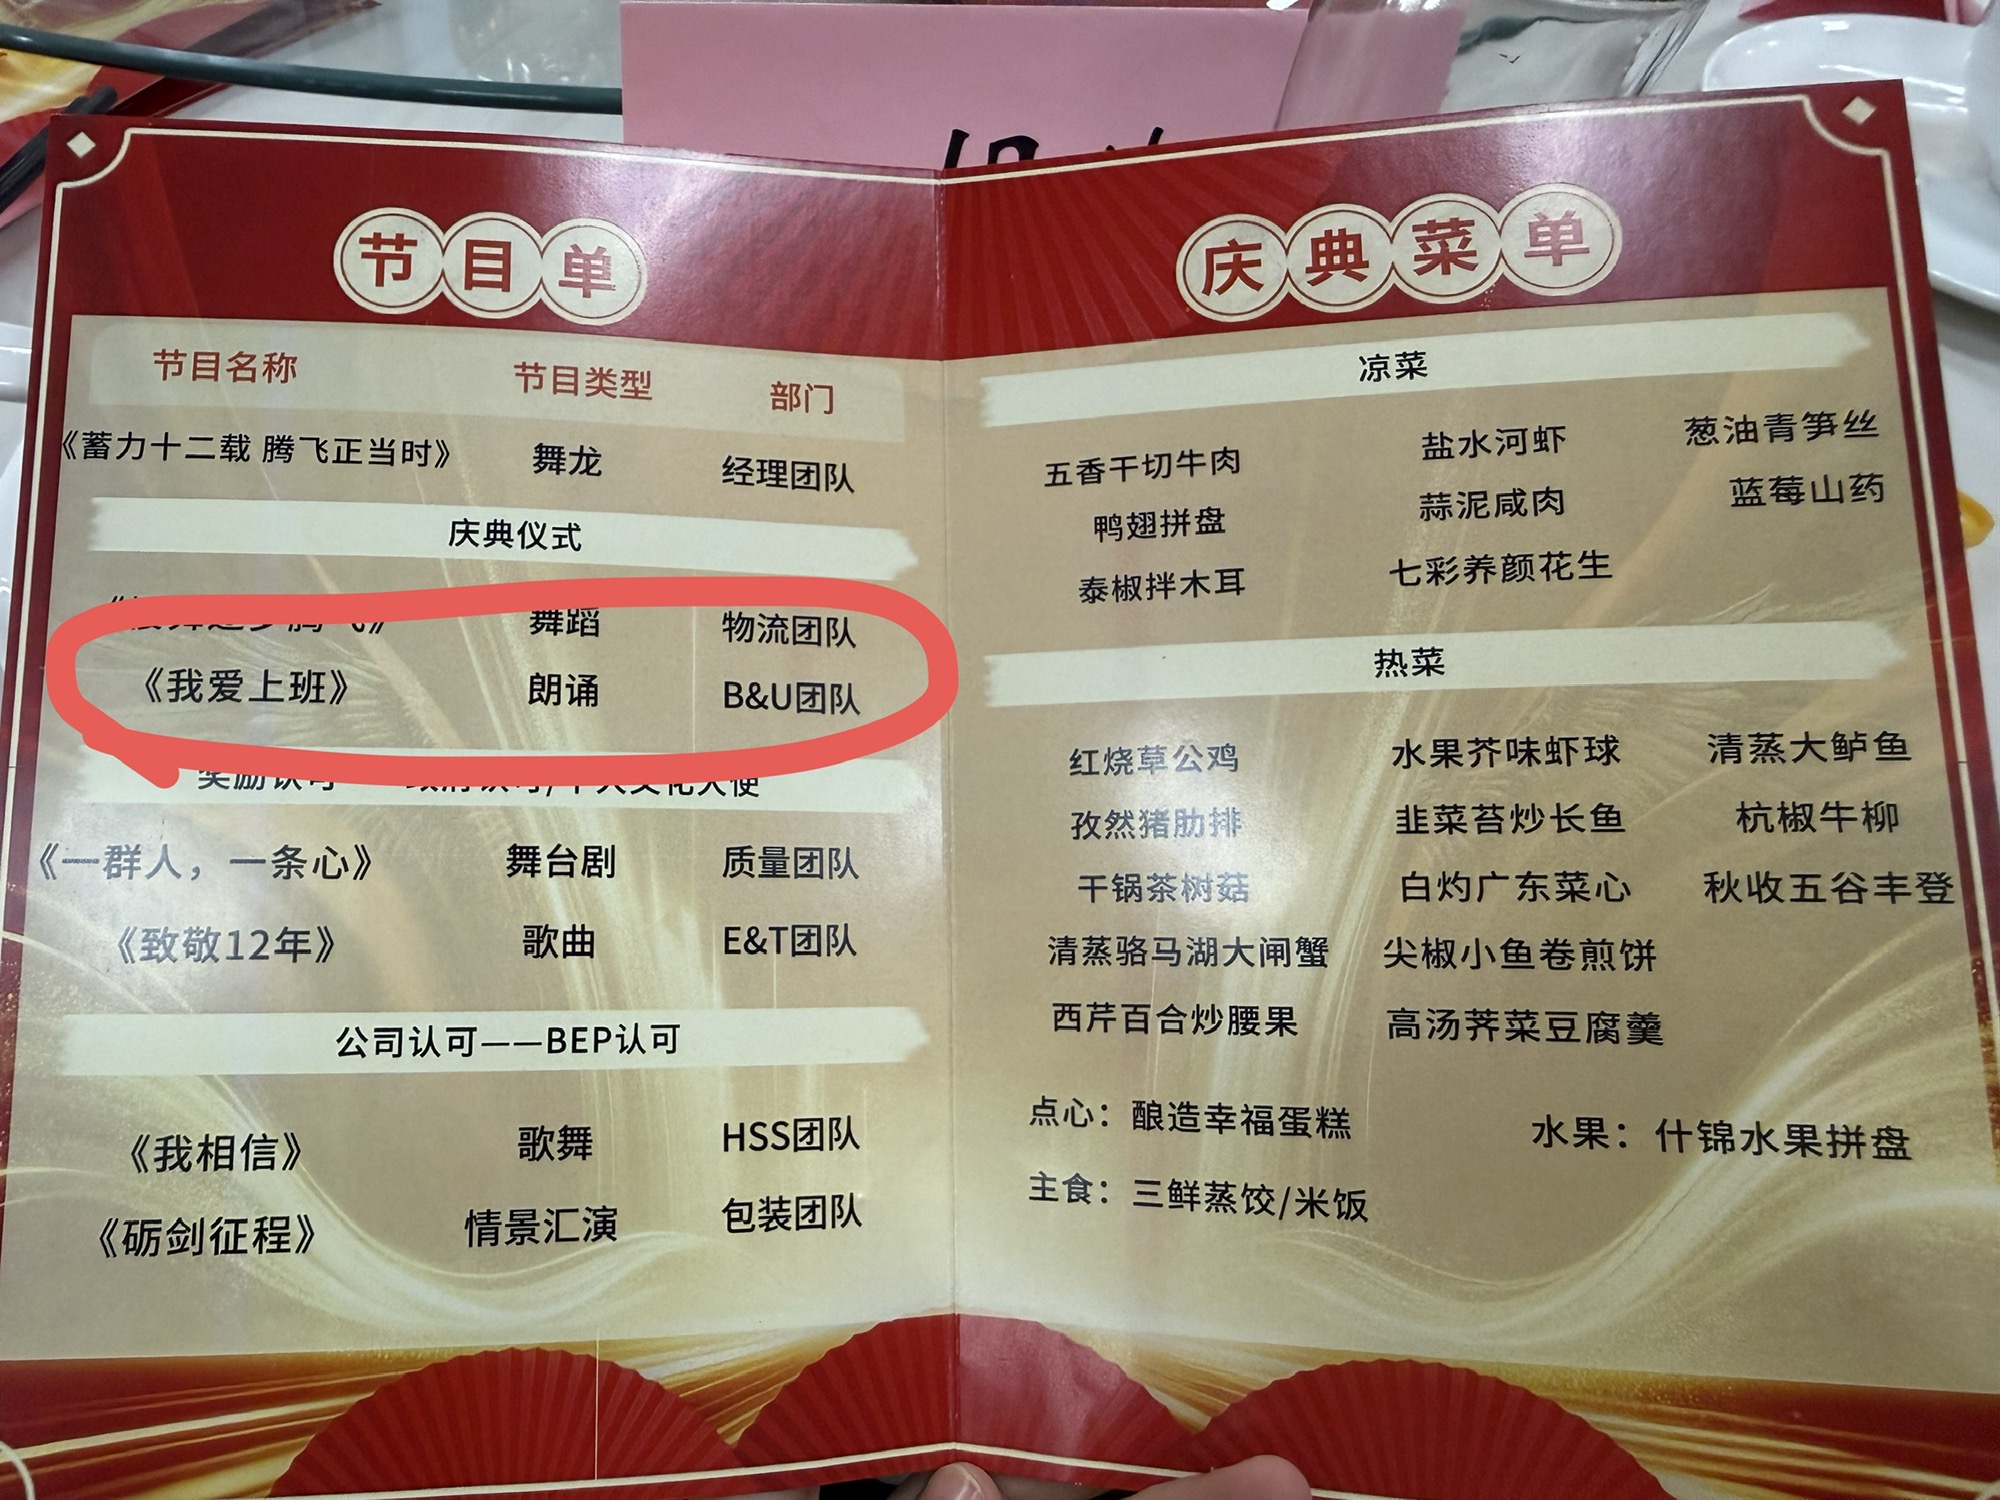 节目单
节目名称 节目类型 部门
《蓄力十二载 腾飞正当时》 舞龙 经理团队
庆典仪式
舞蹈 物流团队
《我爱上班》 朗诵 B&U团队
《一群人，一条心》 舞台剧 质量团队
《致敬12年》 歌曲 E&T团队
公司认可——BEP认可
《我相信》 歌舞 HSS团队
《砺剑征程》 情景汇演 包装团队
庆典菜单
凉菜
五香干切牛肉 盐水河虾 葱油青笋丝
鸭翅拼盘 蒜泥咸肉 蓝莓山药
泰椒拌木耳 七彩养颜花生
热菜
红烧草公鸡 水果芥味虾球 清蒸大鲈鱼
孜然猪肋排 韭菜苔炒长鱼 杭椒牛柳
干锅茶树菇 白灼广东菜心 秋收五谷丰登
清蒸骆马湖大闸蟹 尖椒小鱼卷煎饼
西芹百合炒腰果 高汤荠菜豆腐羹
点心：酿造幸福蛋糕 水果：什锦水果拼盘
主食：三鲜蒸饺/米饭